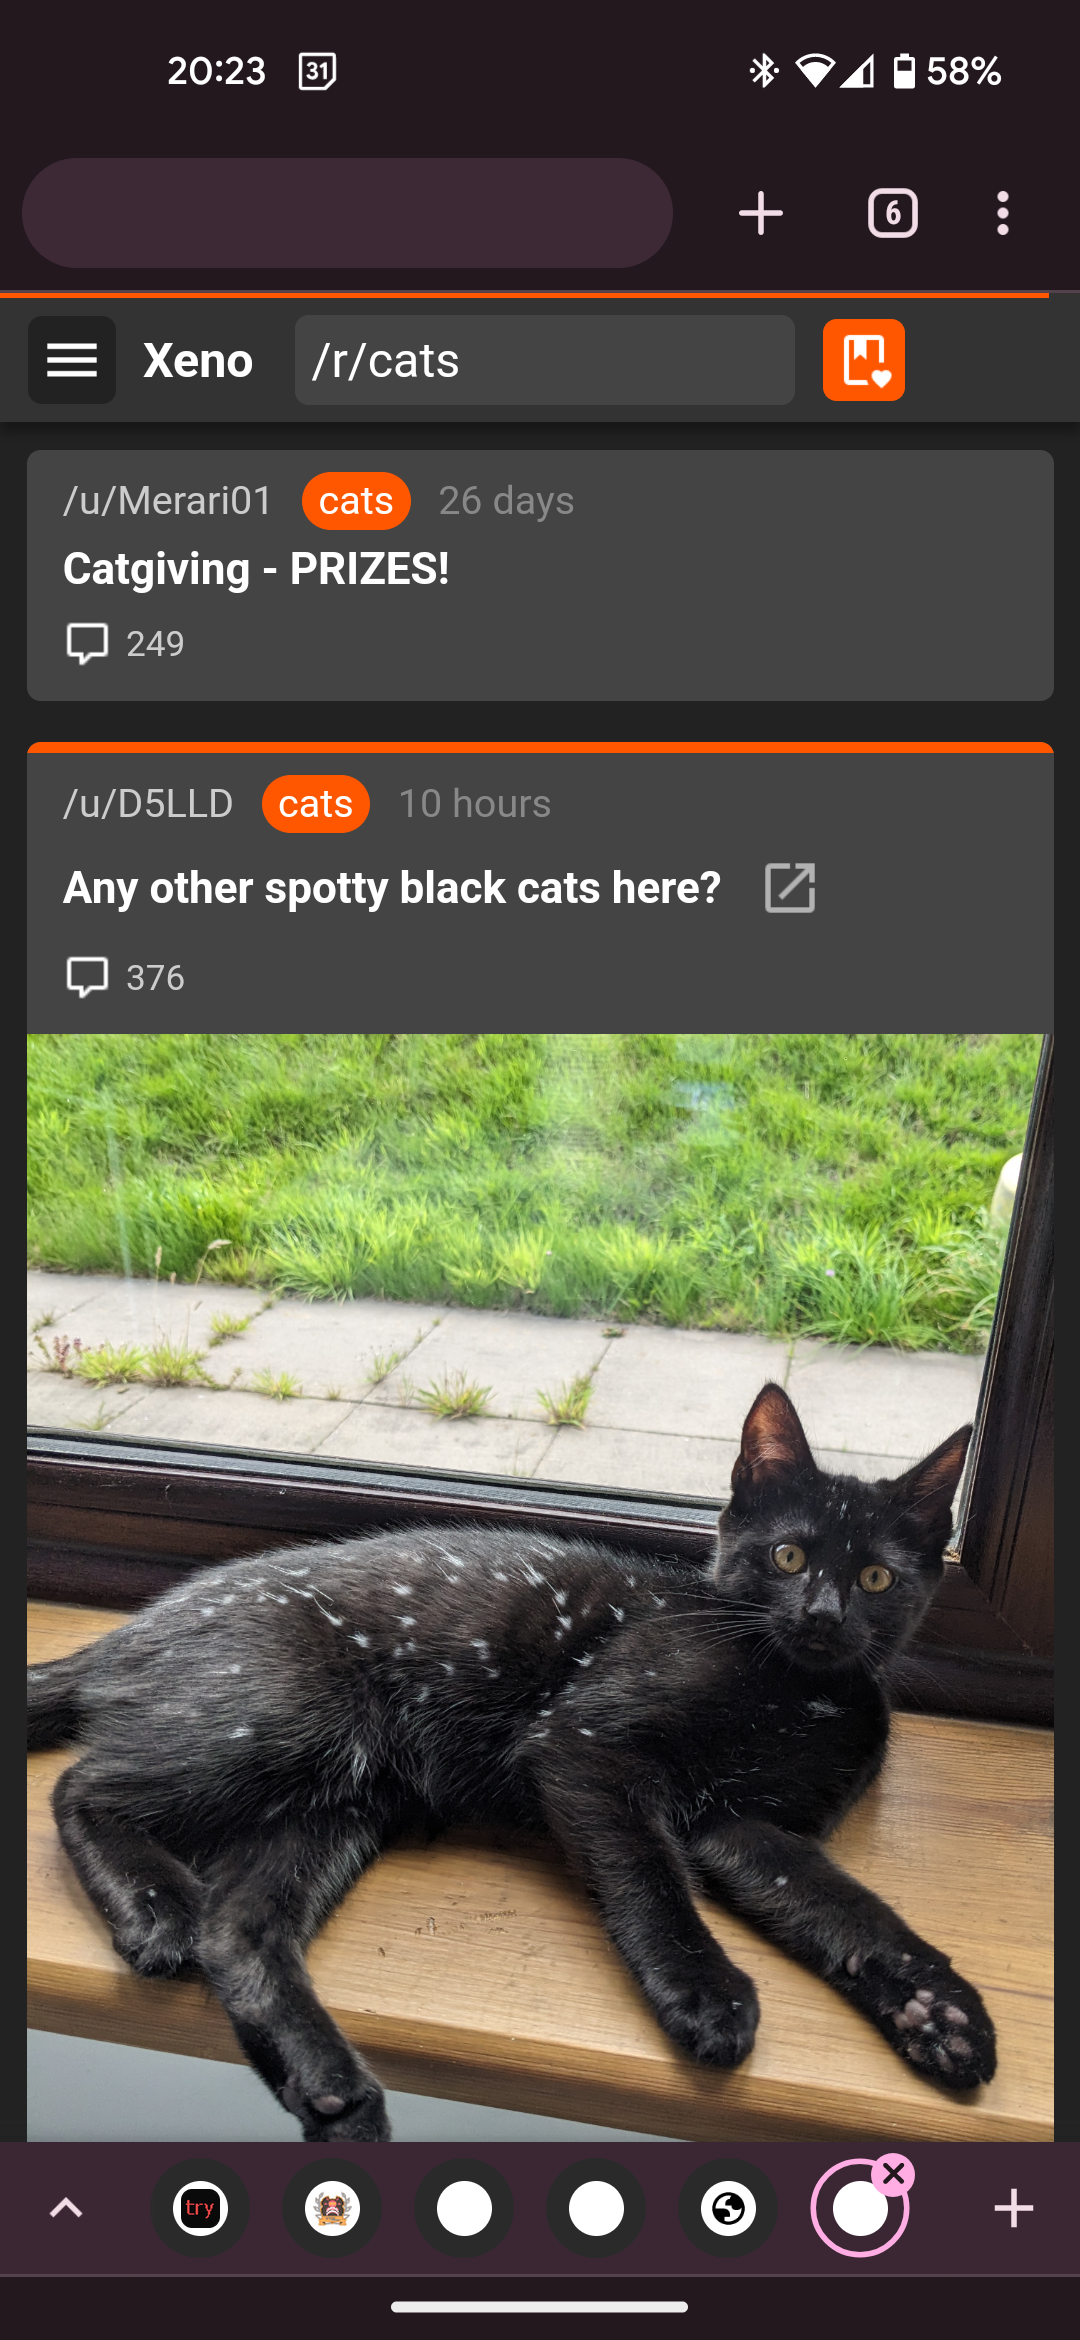 20:23 31 58%
6
Xeno /r/cats
/u/Merari01 cats 26 days
Catgiving - PRIZES!
249
/u/D5LLD cats 10 hours
Any other spotty black cats here?
376
try